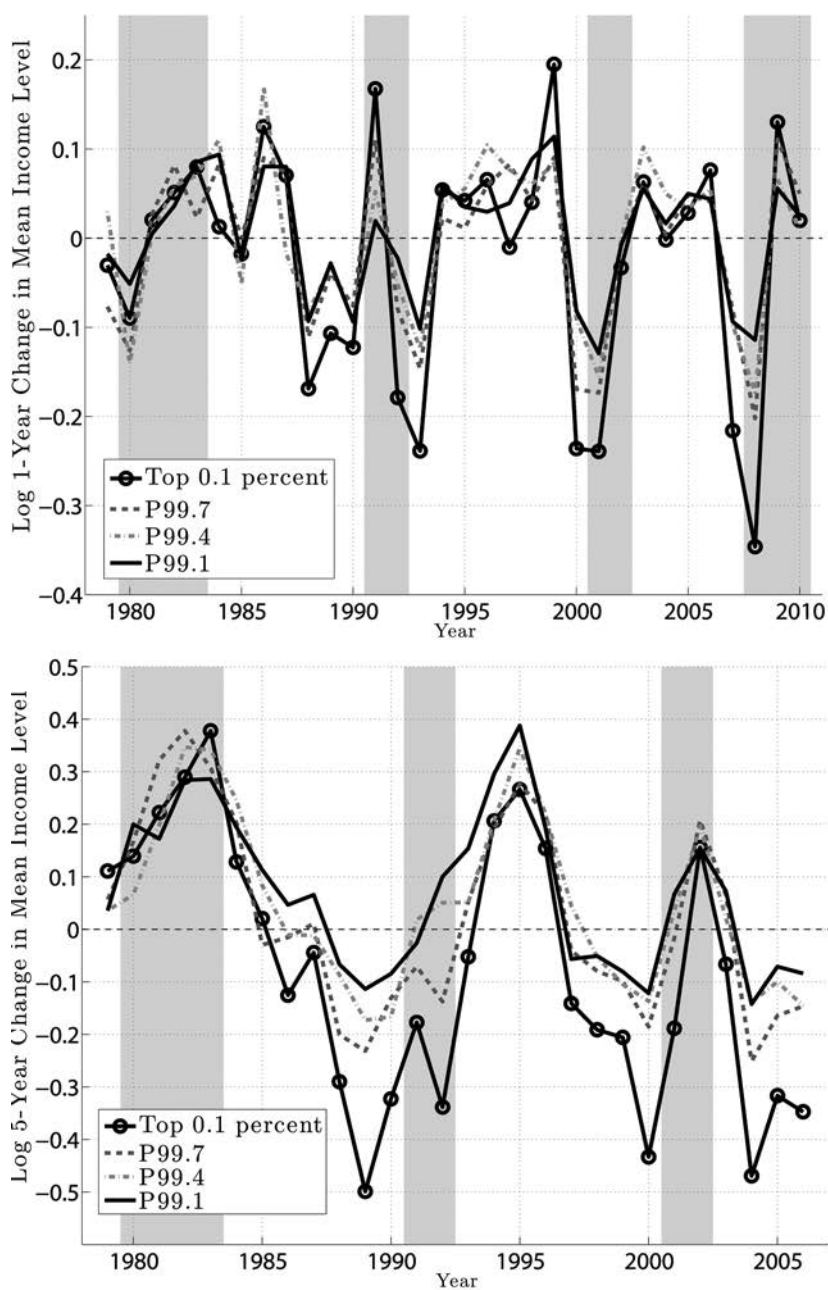 Log 1-Year Change in Mean Income Level
0.2
0.1
0
−0.1
−0.2
−0.3
−0.4
Top 0.1 percent
P99.7
P99.4
P99.1
1980 1985 1990 1995 2000 2005 2010
Year
Log 5-Year Change in Mean Income Level
0.5
0.4
0.3
0.2
0.1
0
−0.1
−0.2
−0.3
−0.4
−0.5
Top 0.1 percent
P99.7
P99.4
P99.1
1980 1985 1990 1995 2000 2005
Year